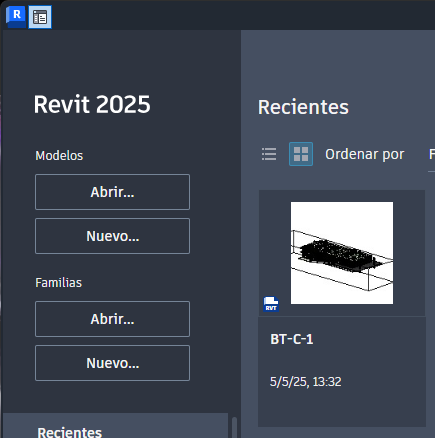 R
Revit 2025
Modelos
Abrir...
Nuevo...
Familias
Abrir...
Nuevo...
Recientes
Recientes
Ordenar por
F
RVT
BT-C-1
5/5/25, 13:32